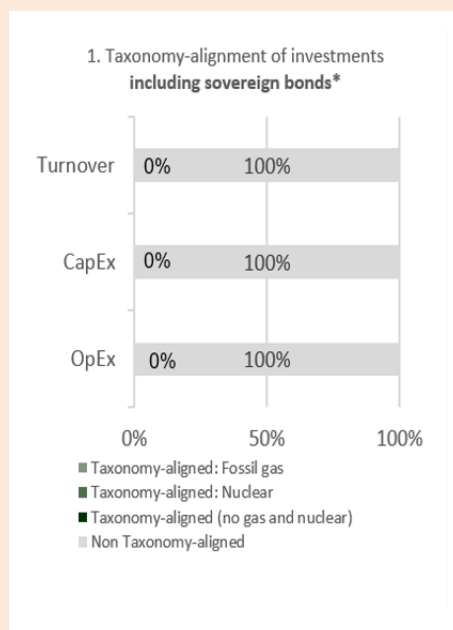 1. Taxonomy-alignment of investments
including sovereign bonds*
Turnover 0% 100%
CapEx 0% 100%
OpEx 0% 100%
0% 50% 100%
Taxonomy-aligned: Fossil gas
Taxonomy-aligned: Nuclear
Taxonomy-aligned (no gas and nuclear)
Non Taxonomy-aligned